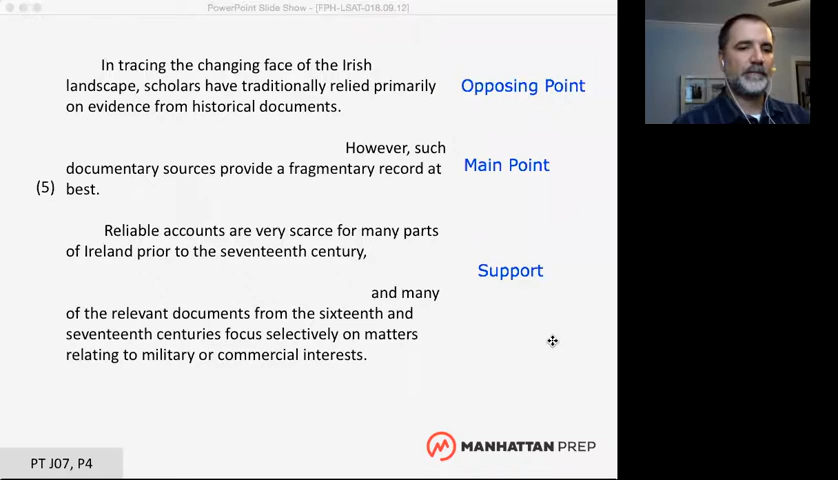 PowerPoint Slide Show - [FPH-LSAT-018.09.12]
In tracing the changing face of the Irish
landscape, scholars have traditionally relied primarily
on evidence from historical documents.
Opposing Point
However, such
documentary sources provide a fragmentary record at
(5) best.
Main Point
Reliable accounts are very scarce for many parts
of Ireland prior to the seventeenth century,
and many
of the relevant documents from the sixteenth and
seventeenth centuries focus selectively on matters
relating to military or commercial interests.
Support
MANHATTAN PREP
PT J07, P4